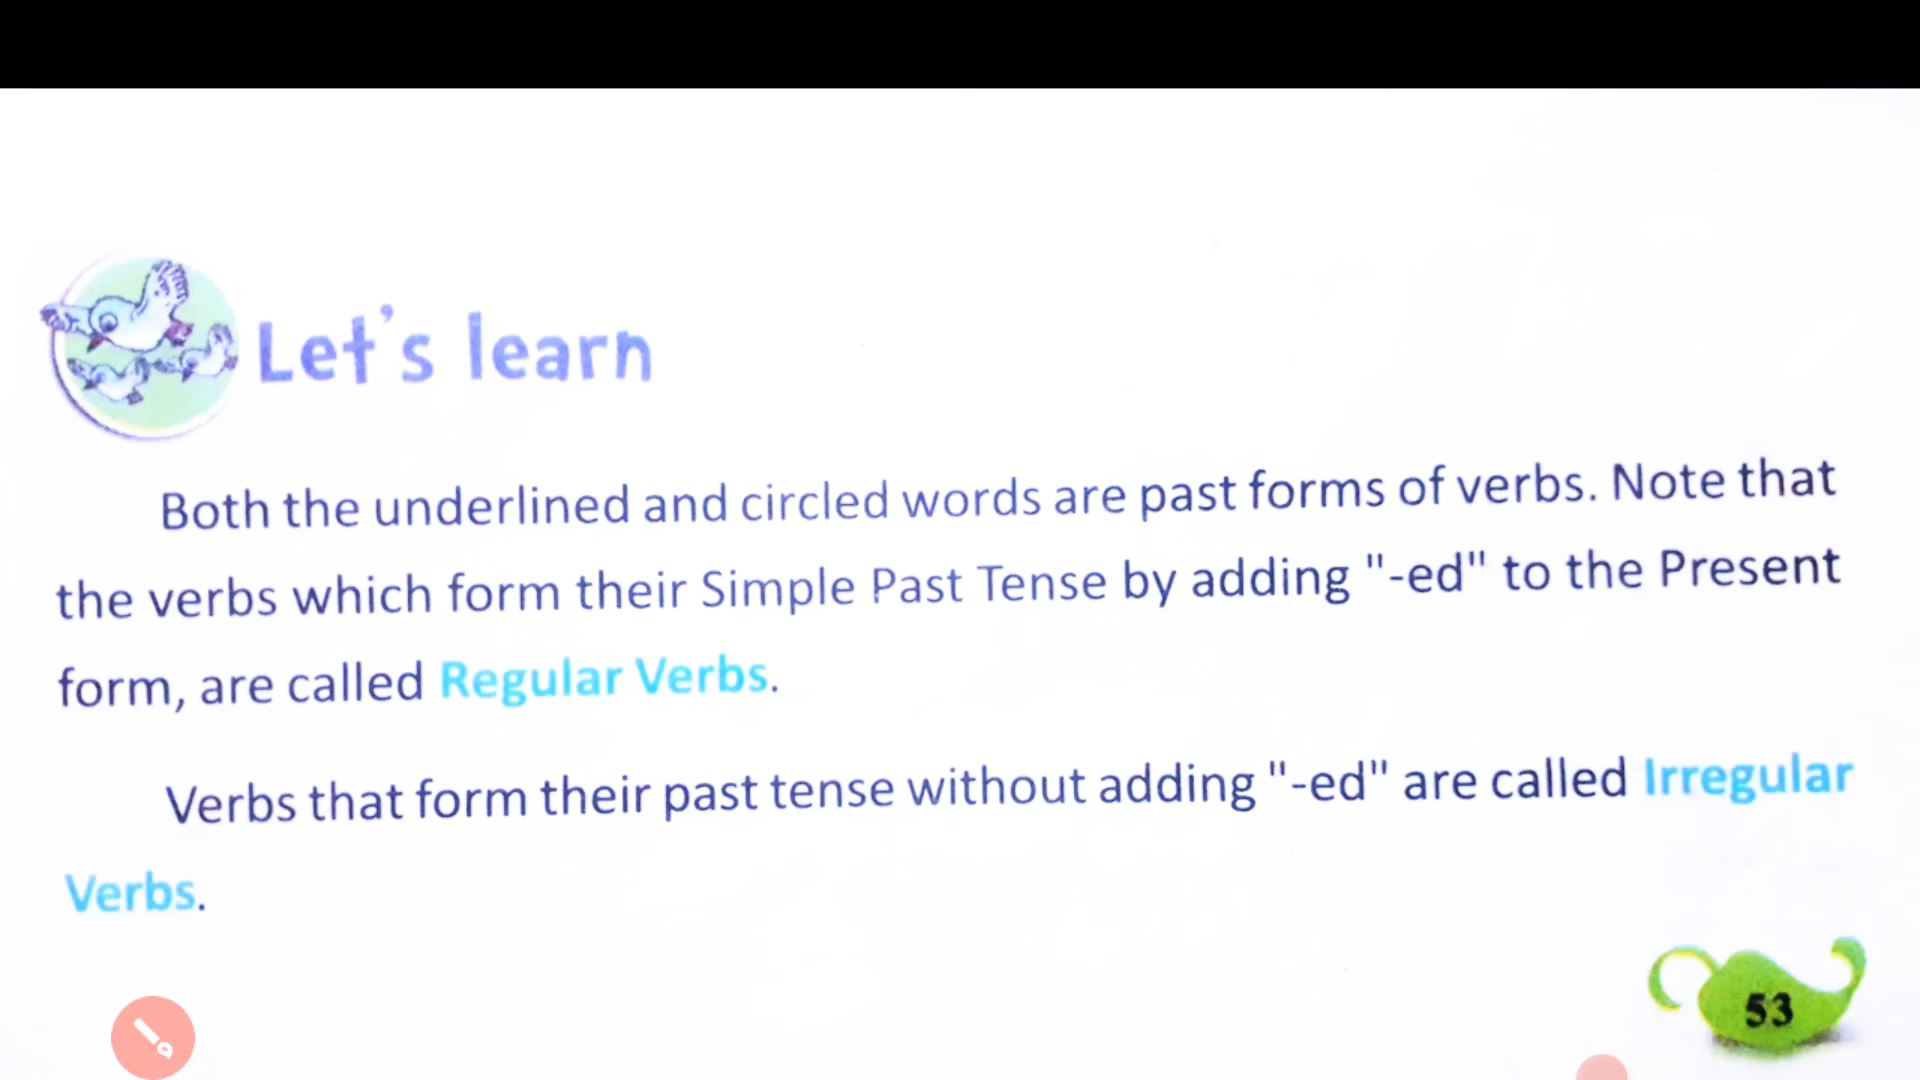 Let's learn
Both the underlined and circled words are past forms of verbs. Note that
the verbs which form their Simple Past Tense by adding "-ed" to the Present
form, are called Regular Verbs.
Verbs that form their past tense without adding "-ed" are called Irregular
Verbs.
53